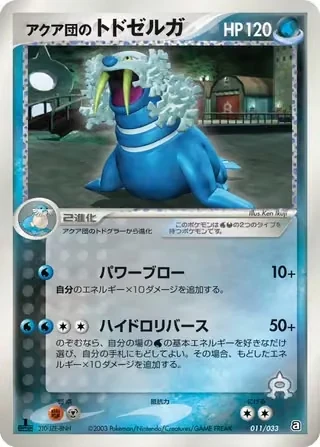 アクア団のトドゼルガ HP120
Illus.Ken Ikuji
2進化
アクア団のトドグラーから進化
このポケモンは 2つのタイプを持つポケモンです。
パワーブロー 10+
自分のエネルギー×10ダメージを追加する。
ハイドロリバース 50+
のぞむなら、自分の場の の基本エネルギーを好きなだけ
選び、自分の手札にもどしてよい。その場合、もどしたエ
ネルギー×10ダメージを追加する。
弱点 抵抗力 にげる
©2003 Pokémon/Nintendo/Creatures/GAME FREAK
011/033
a